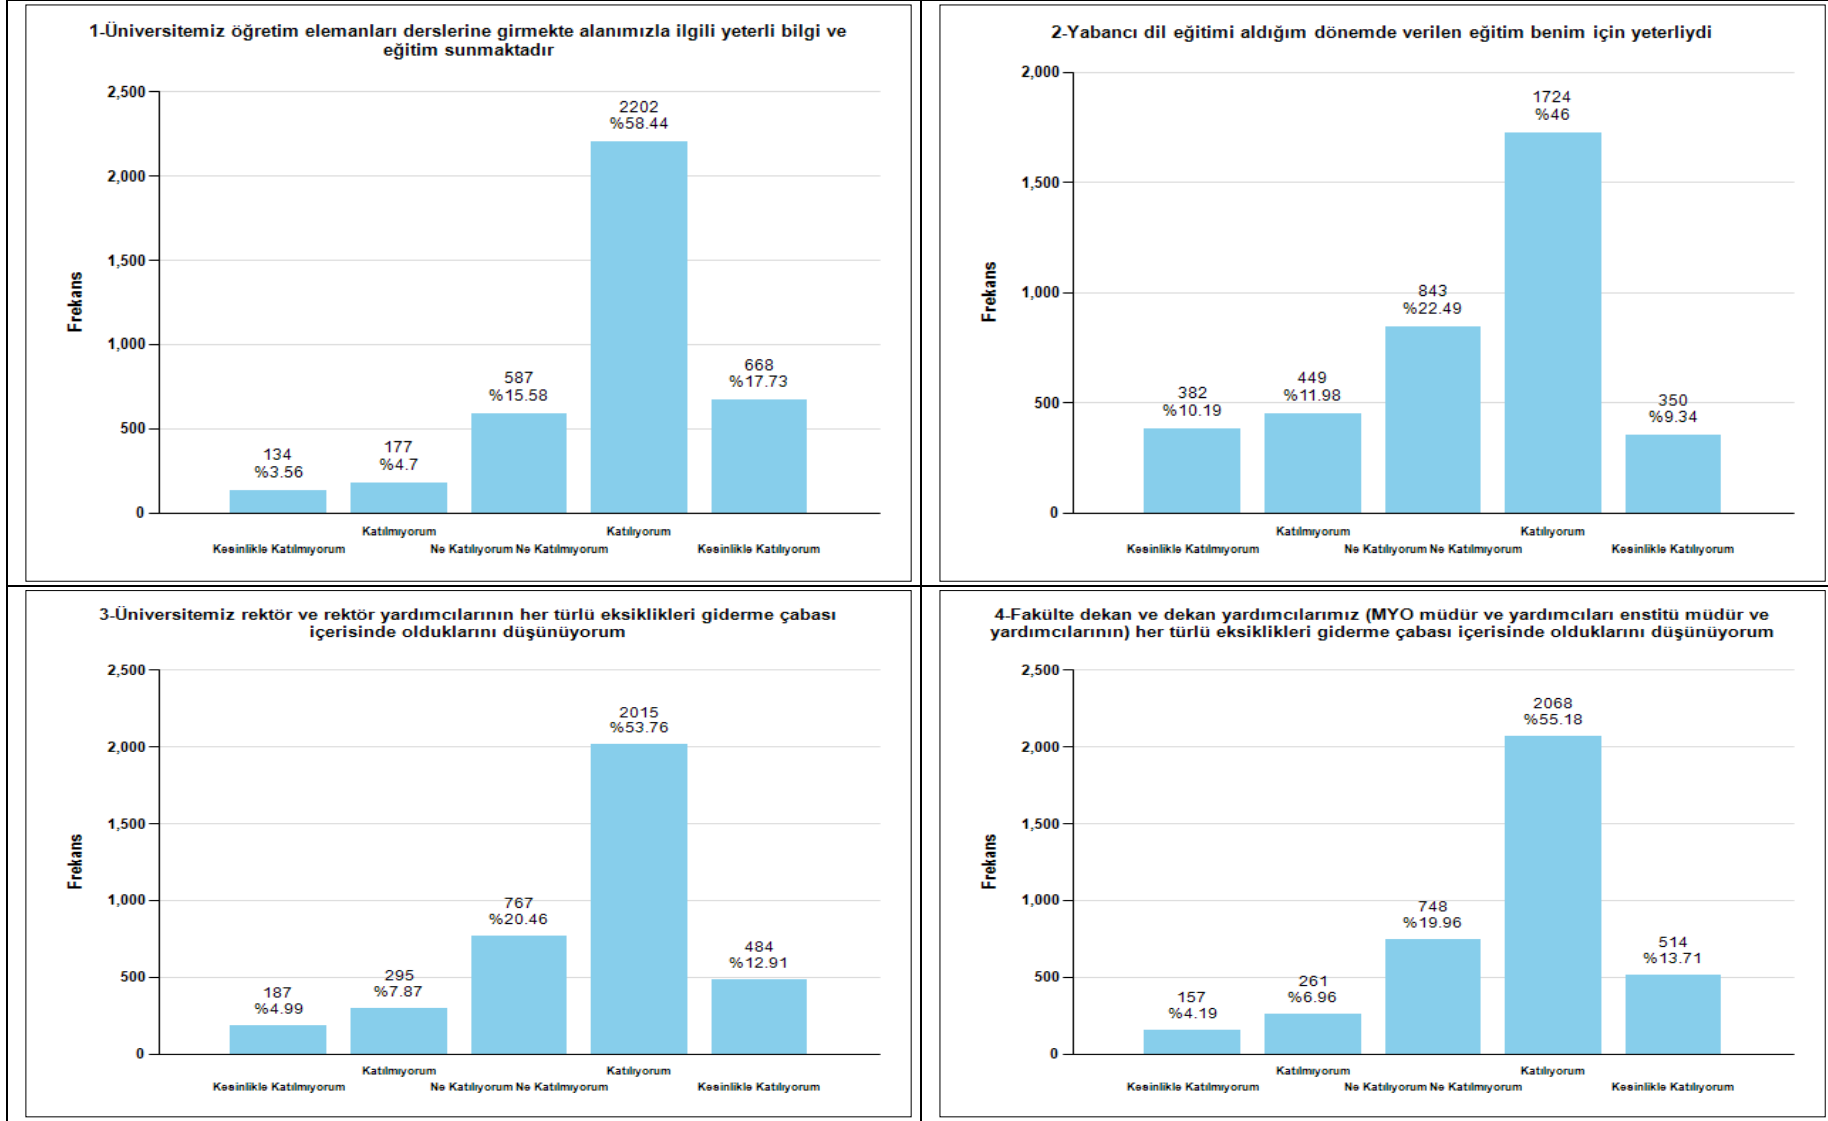 1-Üniversitemiz öğretim elemanları derslerine girmekte alanımızla ilgili yeterli bilgi ve
eğitim sunmaktadır
2,500
2,000
1,500
1,000
500
0
Frekans
134
%3.56
177
%4.7
587
%15.58
2202
%58.44
668
%17.73
Katılmıyorum
Katılıyorum
Kesinlikle Katılmıyorum
Ne Katılıyorum Ne Katılmıyorum
Kesinlikle Katılıyorum
2-Yabancı dil eğitimi aldığım dönemde verilen eğitim benim için yeterliydi
2,000
1,500
1,000
500
0
Frekans
382
%10.19
449
%11.98
843
%22.49
1724
%46
350
%9.34
Katılmıyorum
Katılıyorum
Kesinlikle Katılmıyorum
Ne Katılıyorum Ne Katılmıyorum
Kesinlikle Katılıyorum
3-Üniversitemiz rektör ve rektör yardımcılarının her türlü eksiklikleri giderme çabası
içerisinde olduklarını düşünüyorum
2,500
2,000
1,500
1,000
500
0
Frekans
187
%4.99
295
%7.87
767
%20.46
2015
%53.76
484
%12.91
Katılmıyorum
Katılıyorum
Kesinlikle Katılmıyorum
Ne Katılıyorum Ne Katılmıyorum
Kesinlikle Katılıyorum
4-Fakülte dekan ve dekan yardımcılarımız (MYO müdür ve yardımcıları enstitü müdür ve
yardımcılarının) her türlü eksiklikleri giderme çabası içerisinde olduklarını düşünüyorum
2,500
2,000
1,500
1,000
500
0
Frekans
157
%4.19
261
%6.96
748
%19.96
2068
%55.18
514
%13.71
Katılmıyorum
Katılıyorum
Kesinlikle Katılmıyorum
Ne Katılıyorum Ne Katılmıyorum
Kesinlikle Katılıyorum